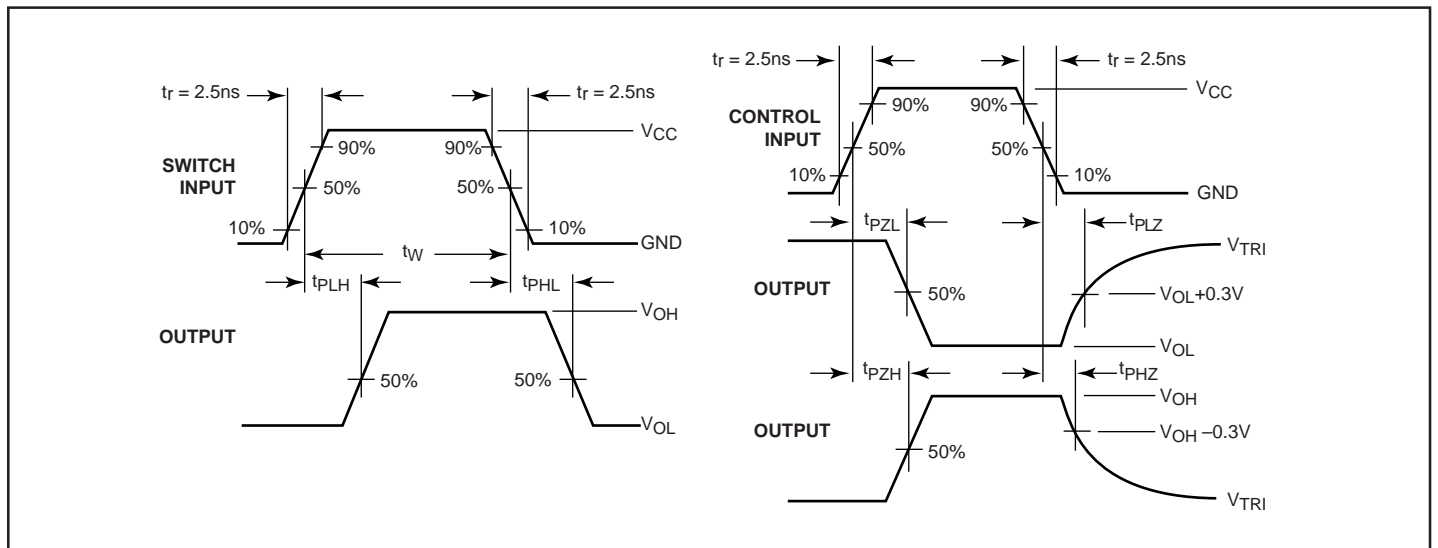 tr = 2.5ns
tr = 2.5ns
VCC
90%
90%
SWITCH
INPUT
50%
50%
10%
10%
GND
tW
tPLH
tPHL
VOH
OUTPUT
50%
50%
VOL
tr = 2.5ns
tr = 2.5ns
VCC
90%
90%
CONTROL
INPUT
50%
50%
10%
10%
GND
tPZL
tPLZ
VTRI
OUTPUT
50%
VOL+0.3V
VOL
tPZH
tPHZ
VOH
VOH –0.3V
OUTPUT
50%
VTRI